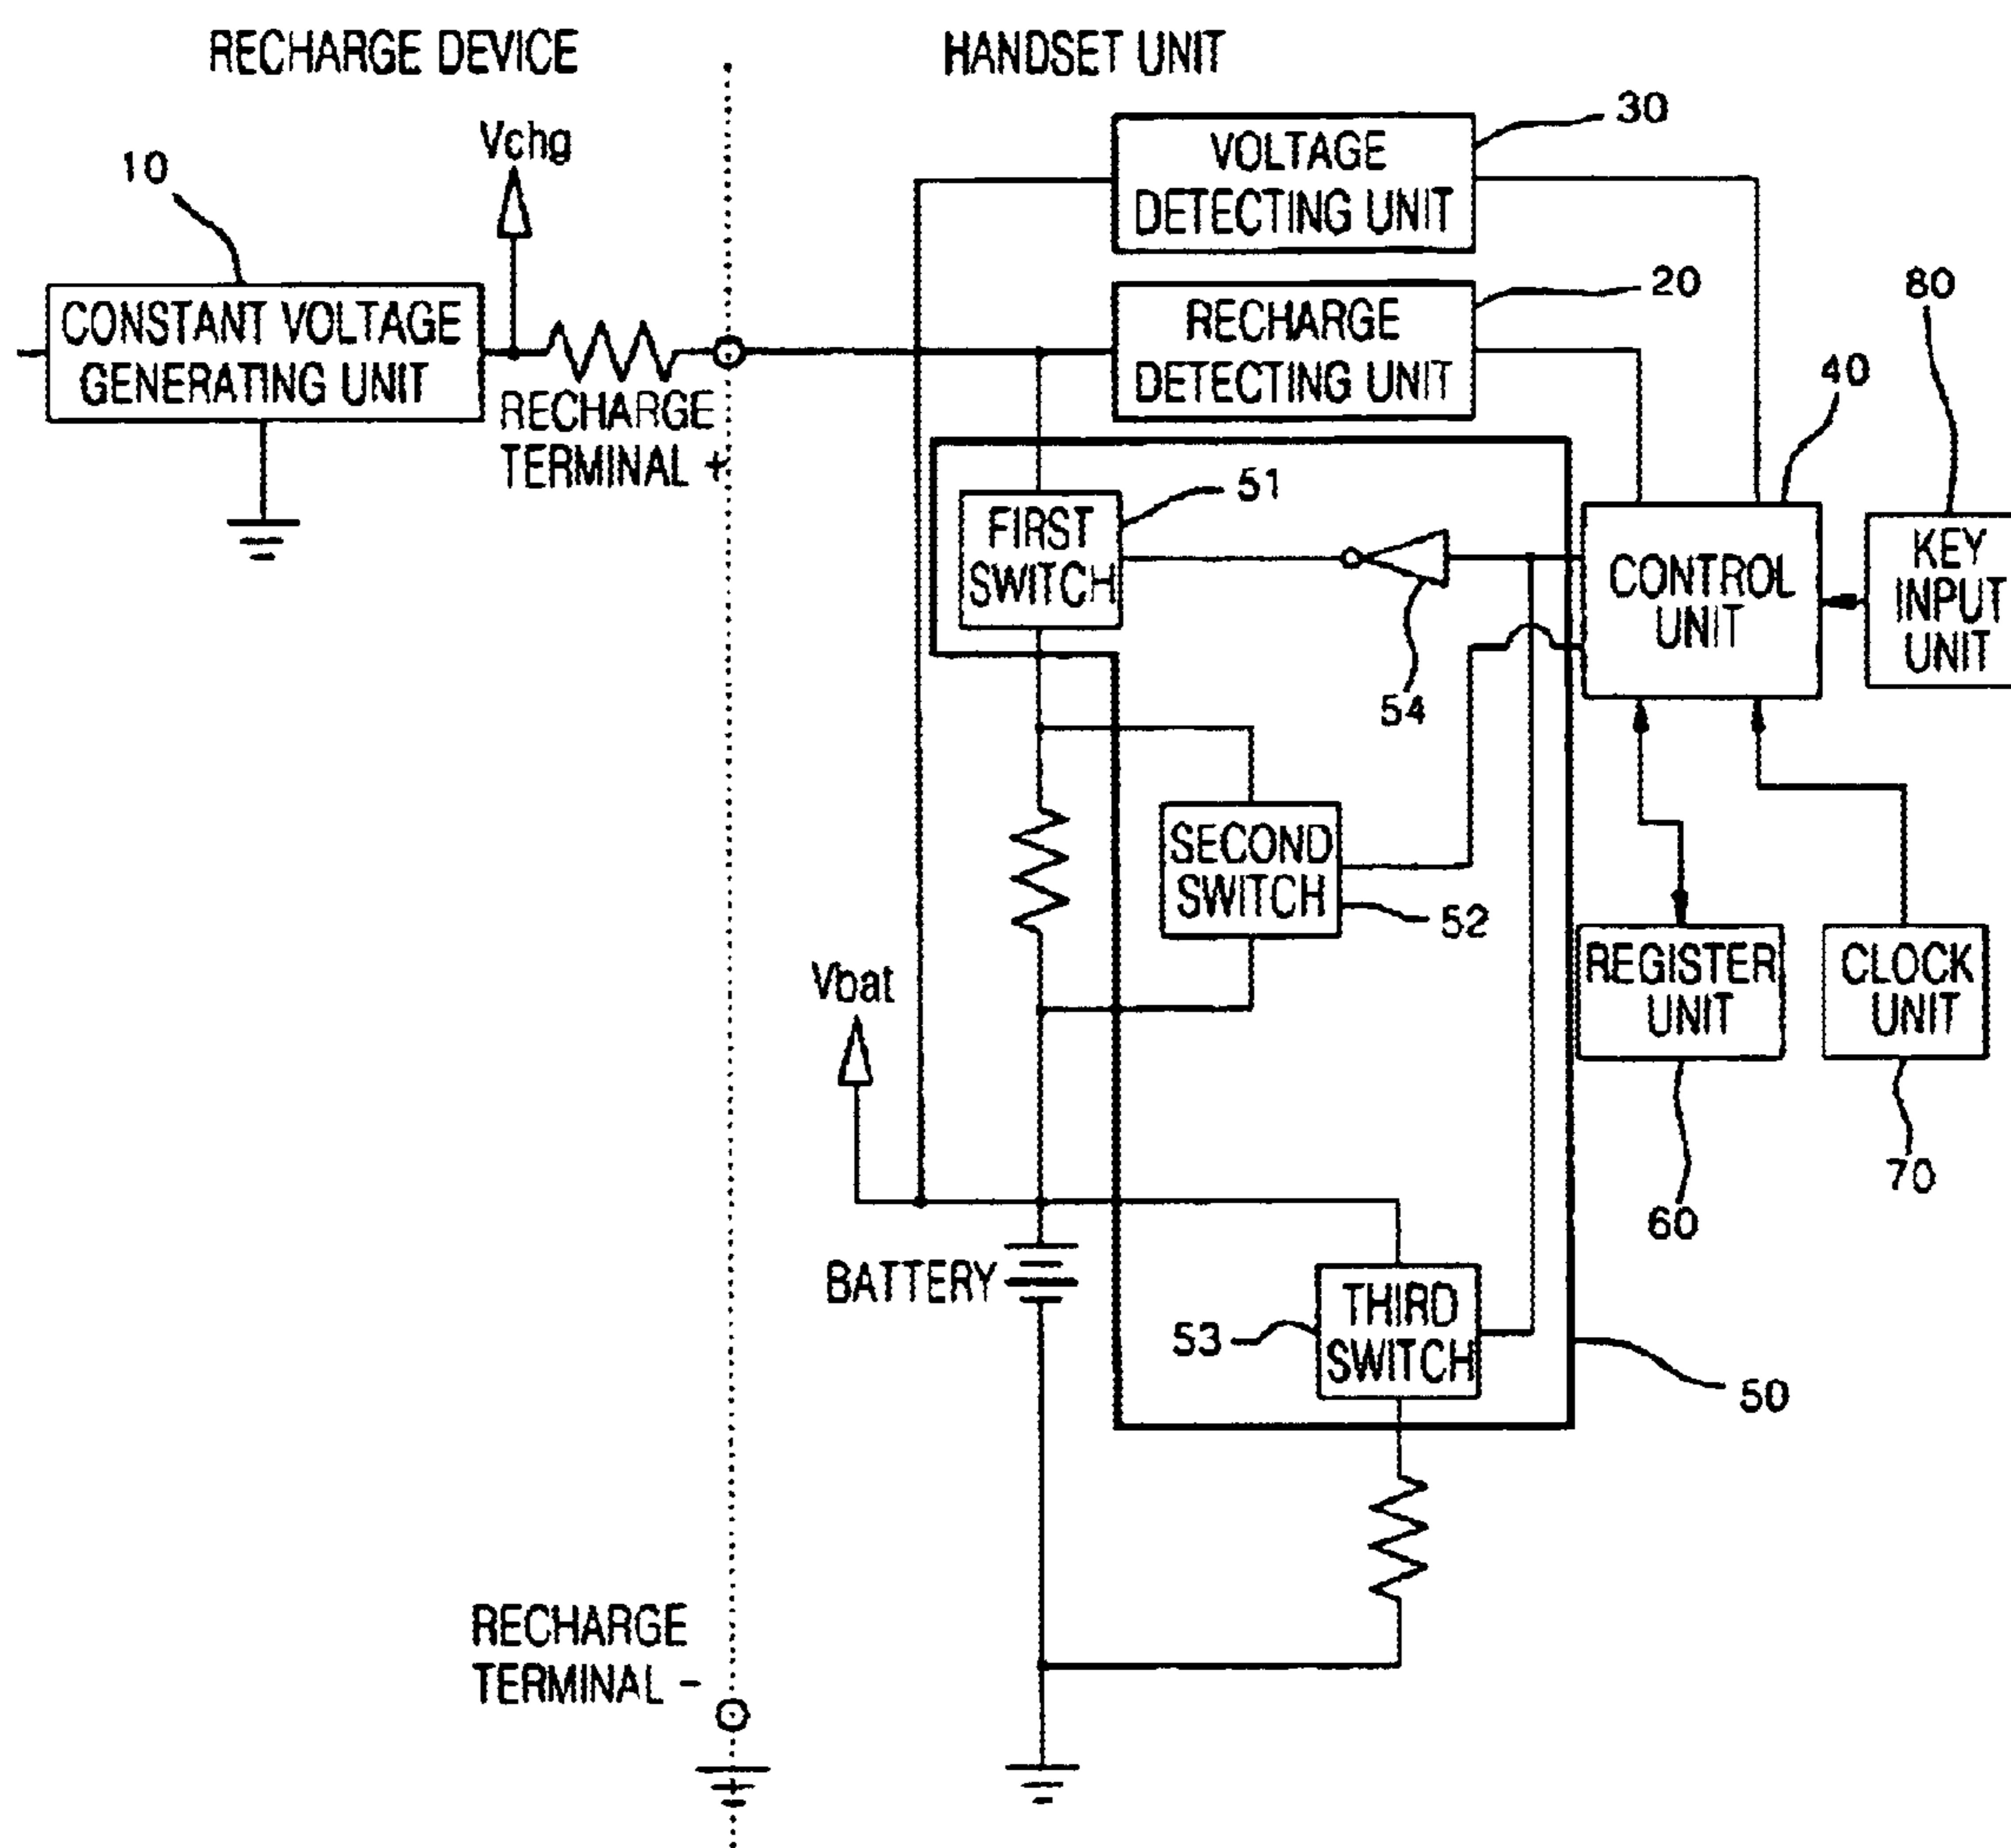 RECHARGE DEVICE
HANDSET UNIT
Vchg
10
30
VOLTAGE
DETECTING UNIT
CONSTANT VOLTAGE
GENERATING UNIT
RECHARGE
TERMINAL +
20
RECHARGE
DETECTING UNIT
80
40
51
FIRST
SWITCH
54
CONTROL
UNIT
KEY
INPUT
UNIT
SECOND
SWITCH
52
REGISTER
UNIT
CLOCK
UNIT
Vbat
60
70
BATTERY
THIRD
SWITCH
53
50
RECHARGE
TERMINAL -